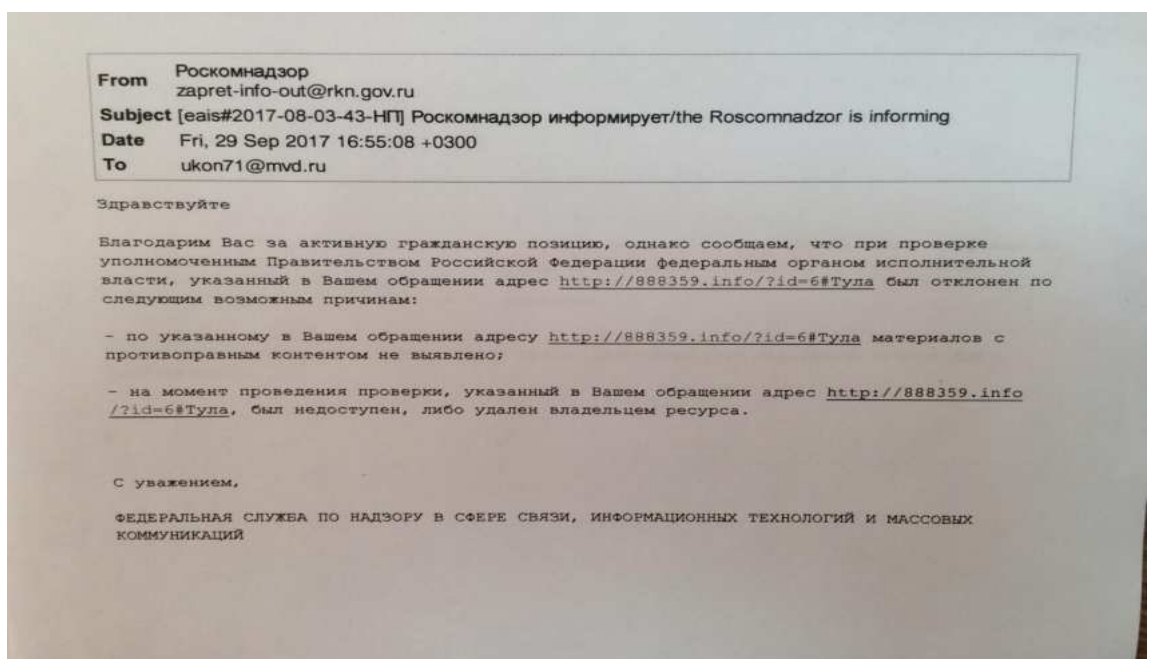 From Роскомнадзор
zapret-info-out@rkn.gov.ru
Subject [eais#2017-08-03-43-НП] Роскомнадзор информирует/the Roscomnadzor is informing
Date Fri, 29 Sep 2017 16:55:08 +0300
To ukon71@mvd.ru
Здравствуйте
Благодарим Вас за активную гражданскую позицию, однако сообщаем, что при проверке
уполномоченным Правительством Российской Федерации федеральным органом исполнительной
власти, указанный в Вашем обращении адрес http://888359.info/?id=6#Тула был отклонен по
следующим возможным причинам:
- по указанному в Вашем обращении адресу http://888359.info/?id=6#Тула материалов с
противоправным контентом не выявлено;
- на момент проведения проверки, указанный в Вашем обращении адрес http://888359.info
/?id=6#Тула, был недоступен, либо удален владельцем ресурса.
С уважением,
ФЕДЕРАЛЬНАЯ СЛУЖБА ПО НАДЗОРУ В СФЕРЕ СВЯЗИ, ИНФОРМАЦИОННЫХ ТЕХНОЛОГИЙ И МАССОВЫХ
КОММУНИКАЦИЙ